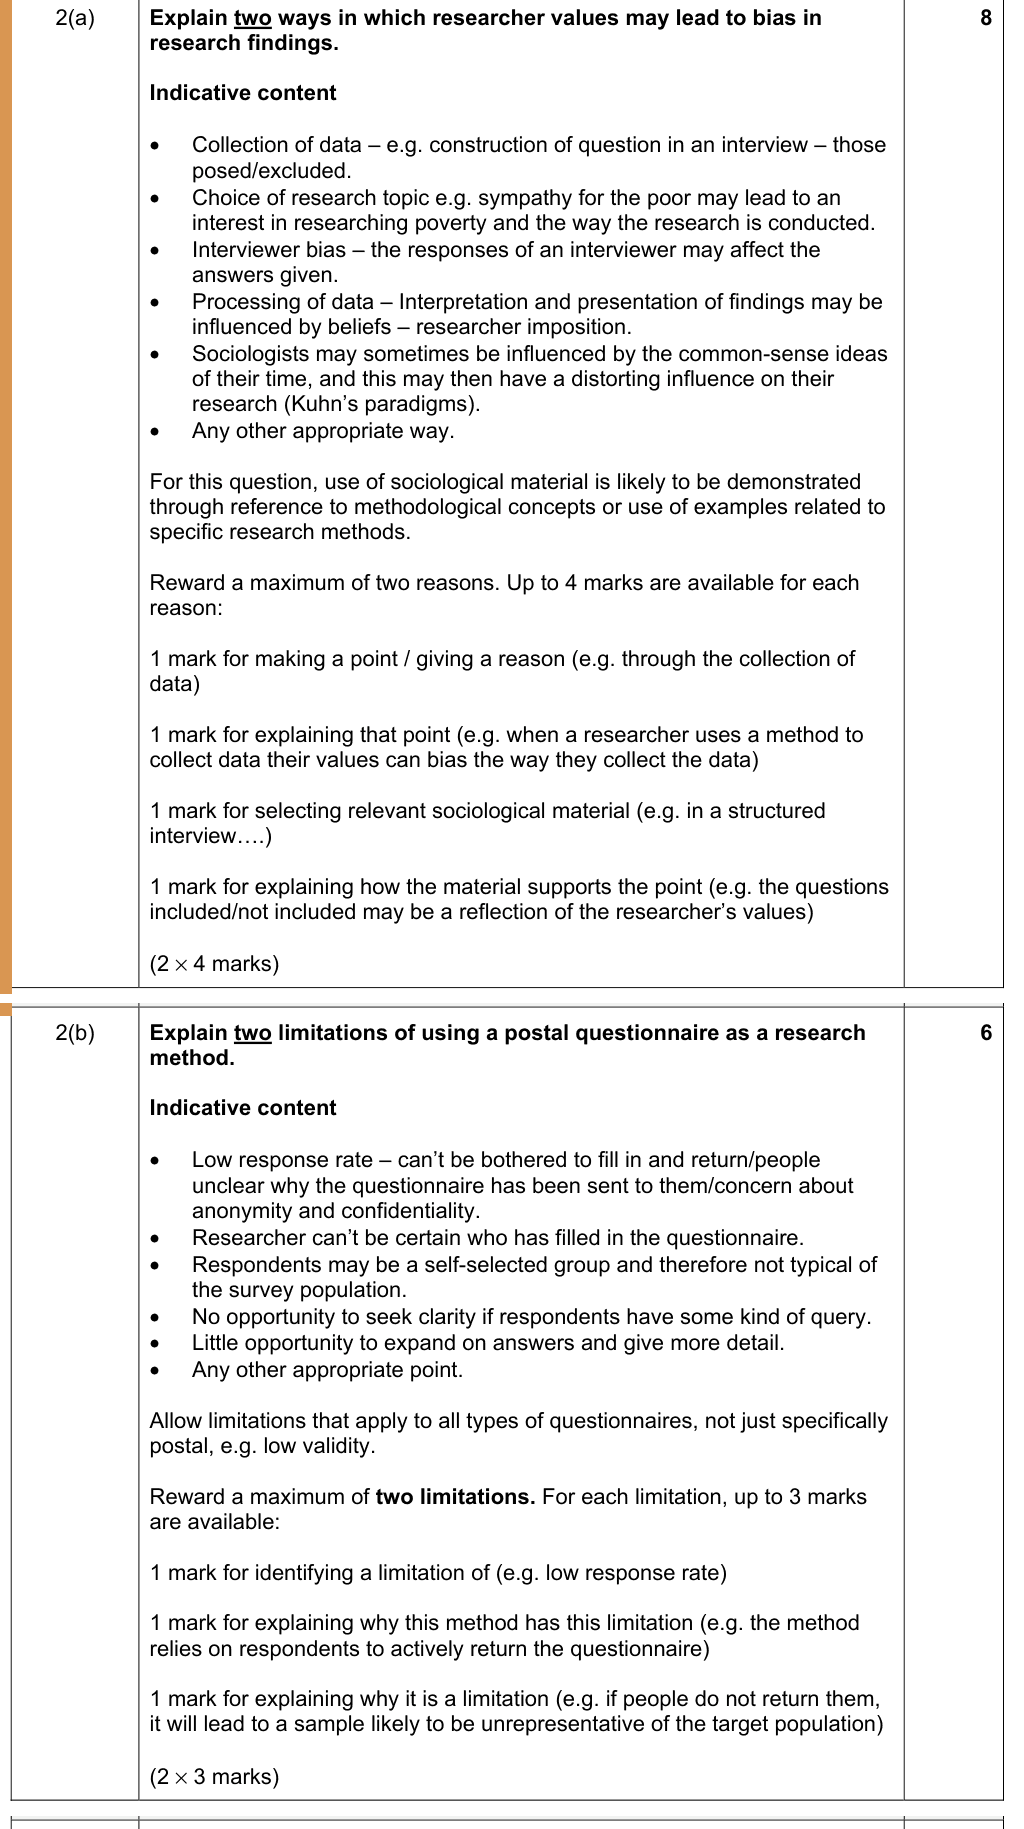 2(a)
Explain two ways in which researcher values may lead to bias in
research findings.
8
Indicative content
• Collection of data – e.g. construction of question in an interview – those
posed/excluded.
• Choice of research topic e.g. sympathy for the poor may lead to an
interest in researching poverty and the way the research is conducted.
• Interviewer bias – the responses of an interviewer may affect the
answers given.
• Processing of data – Interpretation and presentation of findings may be
influenced by beliefs – researcher imposition.
• Sociologists may sometimes be influenced by the common-sense ideas
of their time, and this may then have a distorting influence on their
research (Kuhn's paradigms).
• Any other appropriate way.
For this question, use of sociological material is likely to be demonstrated
through reference to methodological concepts or use of examples related to
specific research methods.
Reward a maximum of two reasons. Up to 4 marks are available for each
reason:
1 mark for making a point / giving a reason (e.g. through the collection of
data)
1 mark for explaining that point (e.g. when a researcher uses a method to
collect data their values can bias the way they collect the data)
1 mark for selecting relevant sociological material (e.g. in a structured
interview….)
1 mark for explaining how the material supports the point (e.g. the questions
included/not included may be a reflection of the researcher's values)
(2 × 4 marks)
2(b)
Explain two limitations of using a postal questionnaire as a research
method.
6
Indicative content
• Low response rate – can't be bothered to fill in and return/people
unclear why the questionnaire has been sent to them/concern about
anonymity and confidentiality.
• Researcher can't be certain who has filled in the questionnaire.
• Respondents may be a self-selected group and therefore not typical of
the survey population.
• No opportunity to seek clarity if respondents have some kind of query.
• Little opportunity to expand on answers and give more detail.
• Any other appropriate point.
Allow limitations that apply to all types of questionnaires, not just specifically
postal, e.g. low validity.
Reward a maximum of two limitations. For each limitation, up to 3 marks
are available:
1 mark for identifying a limitation of (e.g. low response rate)
1 mark for explaining why this method has this limitation (e.g. the method
relies on respondents to actively return the questionnaire)
1 mark for explaining why it is a limitation (e.g. if people do not return them,
it will lead to a sample likely to be unrepresentative of the target population)
(2 × 3 marks)